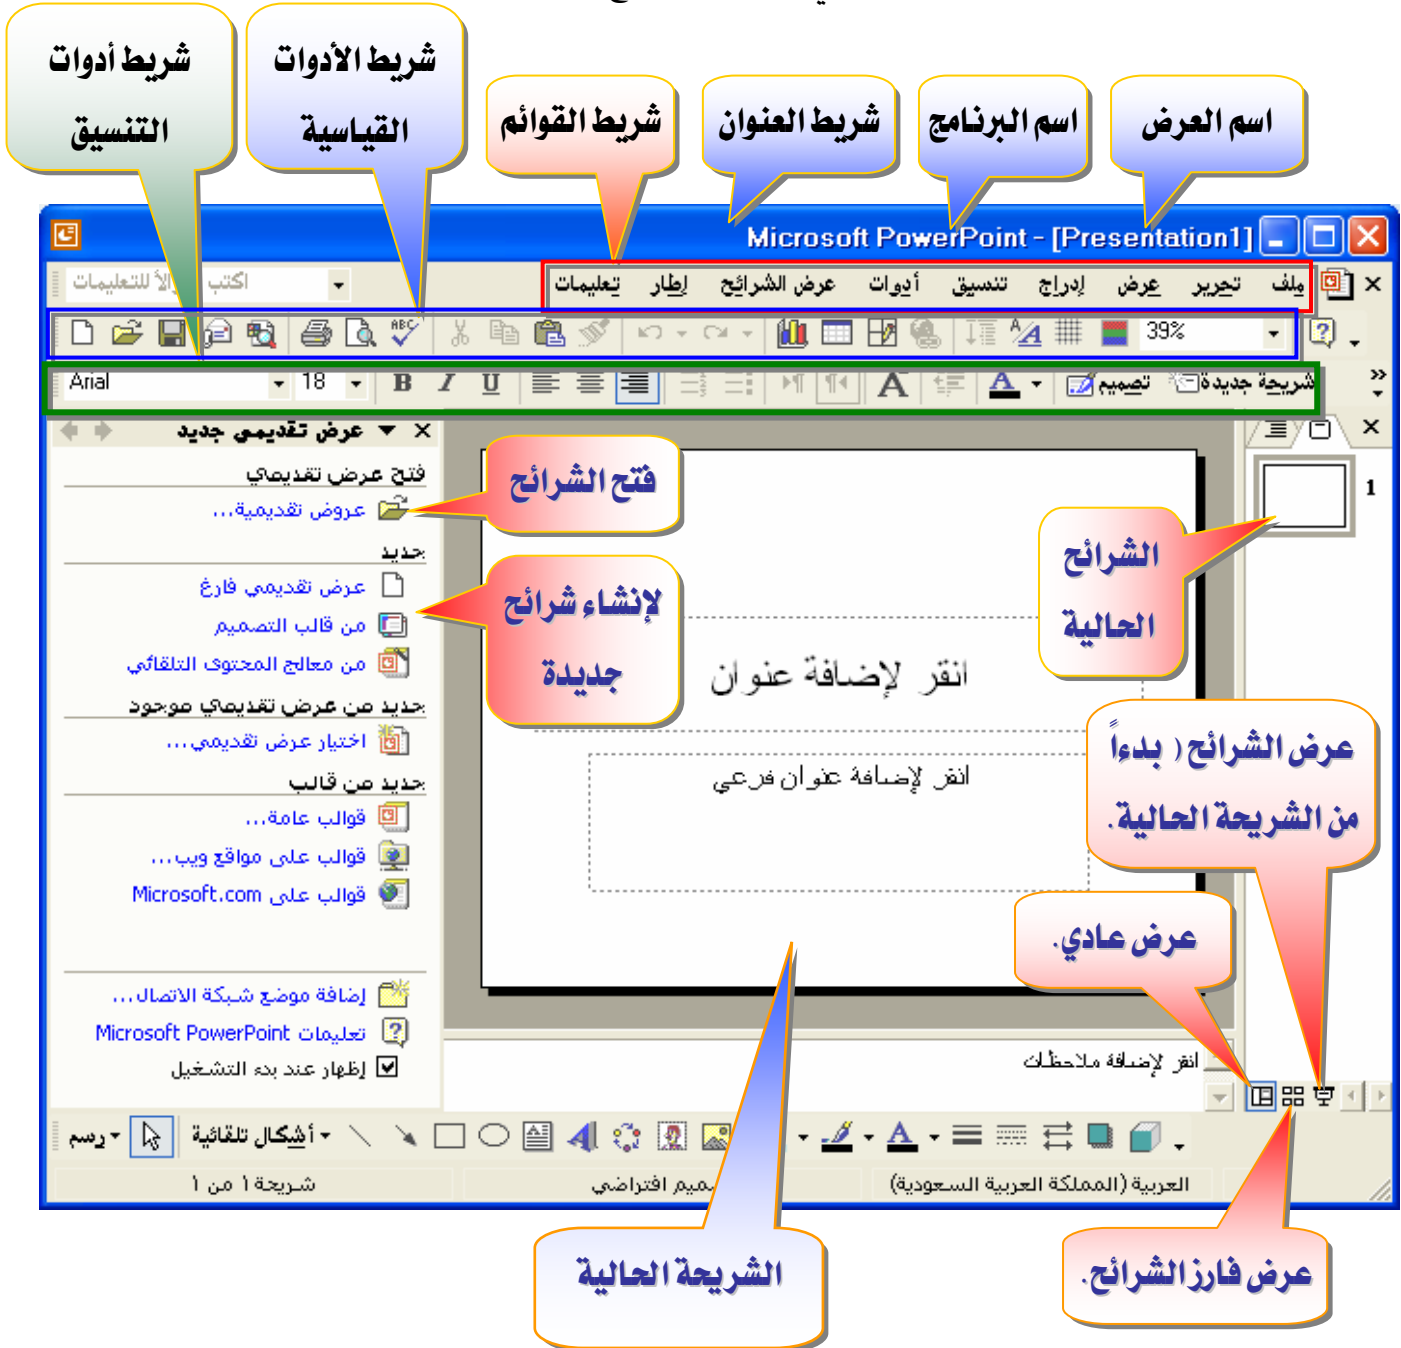 شريط أدوات
التنسيق
شريط الأدوات
القياسية
شريط القوائم
شريط العنوان
اسم البرنامج
اسم العرض
Microsoft PowerPoint - [Presentation1]
ملف تحرير عرض إدراج تنسيق أدوات عرض الشرائح إطار تعليمات
اكتب للتعليمات
39%
Arial
18
B I U
تصميم
شريحة جديدة
عرض تقديمي جديد
فتح عرض تقديمي
عروض تقديمية...
جديد
عرض تقديمي فارغ
من قالب التصميم
من معالج المحتوى التلقائي
جديد من عرض تقديمي موجود
اختيار عرض تقديمي...
جديد من قالب
قوالب عامة...
قوالب على مواقع ويب...
قوالب على Microsoft.com
إضافة موضع شبكة الاتصال...
تعليمات Microsoft PowerPoint
إظهار عند بدء التشغيل
فتح الشرائح
لإنشاء شرائح
جديدة
انقر لإضافة عنوان
انقر لإضافة عنوان فرعي
1
الشرائح
الحالية
عرض الشرائح ( بدءاً
من الشريحة الحالية.
عرض عادي.
انقر لإضافة ملاحظات
رسم
أشكال تلقائية
شريحة ١ من ١
افتراضي
العربية (المملكة العربية السعودية)
الشريحة الحالية
عرض فارز الشرائح.